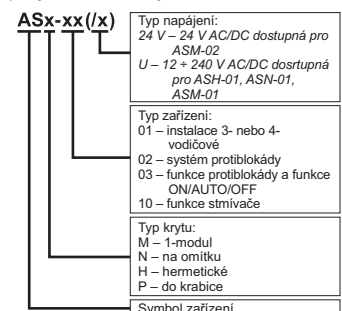 ASx-xx(/x)
Typ napájení:
24 V – 24 V AC/DC dostupná pro
ASM-02
U – 12 ÷ 240 V AC/DC dosrtupná
pro ASH-01, ASN-01,
ASM-01
Typ zařízení:
01 – instalace 3- nebo 4-
vodičové
02 – systém protiblokády
03 – funkce protiblokády a funkce
ON/AUTO/OFF
10 – funkce stmívače
Typ krytu:
M – 1-modul
N – na omítku
H – hermetické
P – do krabice
Symbol zařízení